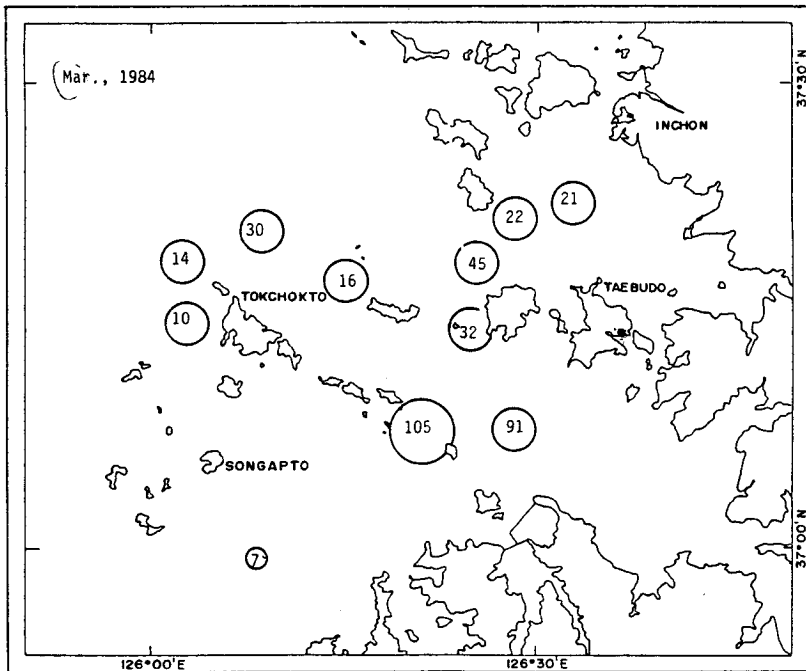 (Mar., 1984
37°30'N
INCHON
21
22
30
14
45
16
TAEBUDO
TOKCHOKTO
10
32
105
91
SONGAPTO
7
37°00'N
126°00'E
126°30'E